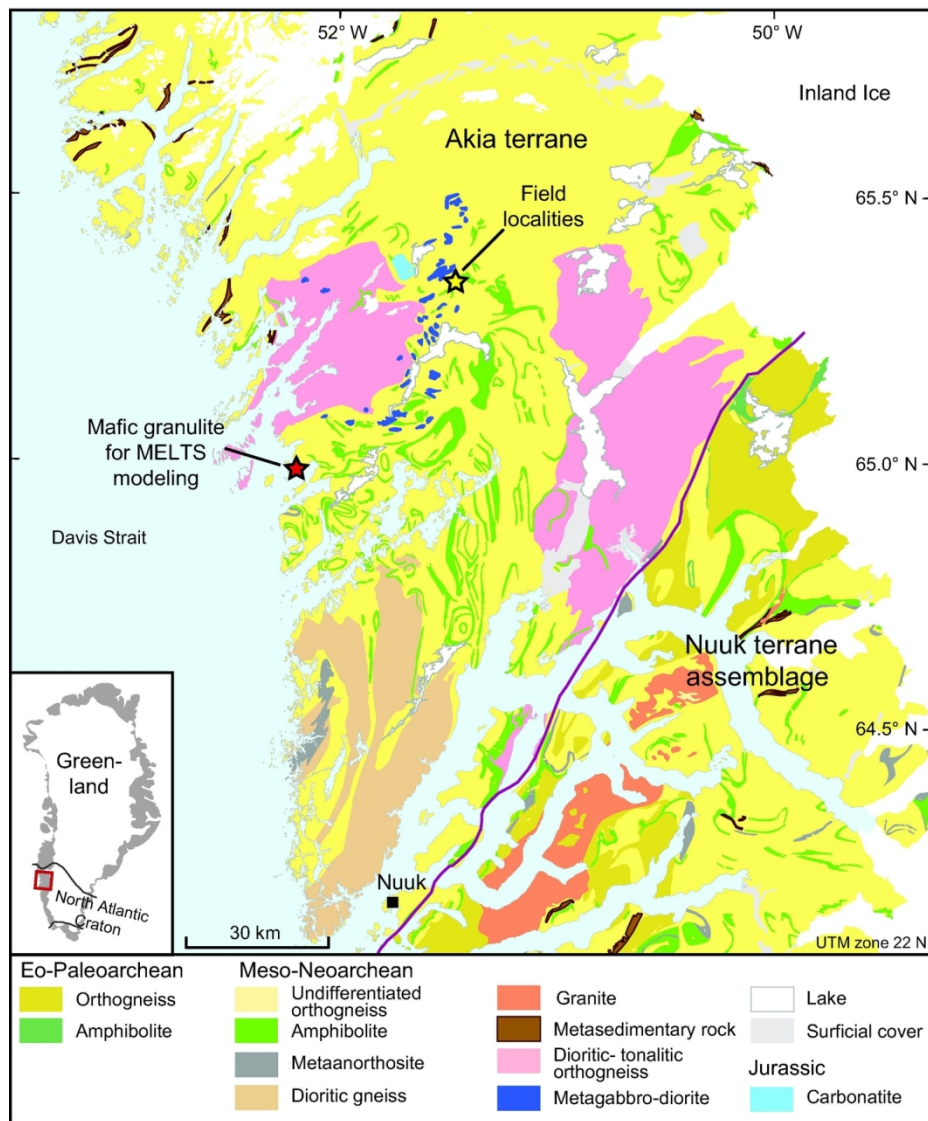 52° W
50° W
Inland Ice
Akia terrane
Field
localities
65.5° N
Mafic granulite
for MELTS
modeling
65.0° N
Davis Strait
Nuuk terrane
assemblage
64.5° N
Green-
land
North Atlantic
Craton
Nuuk
30 km
UTM zone 22 N
Eo-Paleoarchean
Orthogneiss
Amphibolite
Meso-Neoarchean
Undifferentiated
orthogneiss
Amphibolite
Metaanorthosite
Dioritic gneiss
Granite
Metasedimentary rock
Dioritic- tonalitic
orthogneiss
Metagabbro-diorite
Lake
Surficial cover
Jurassic
Carbonatite